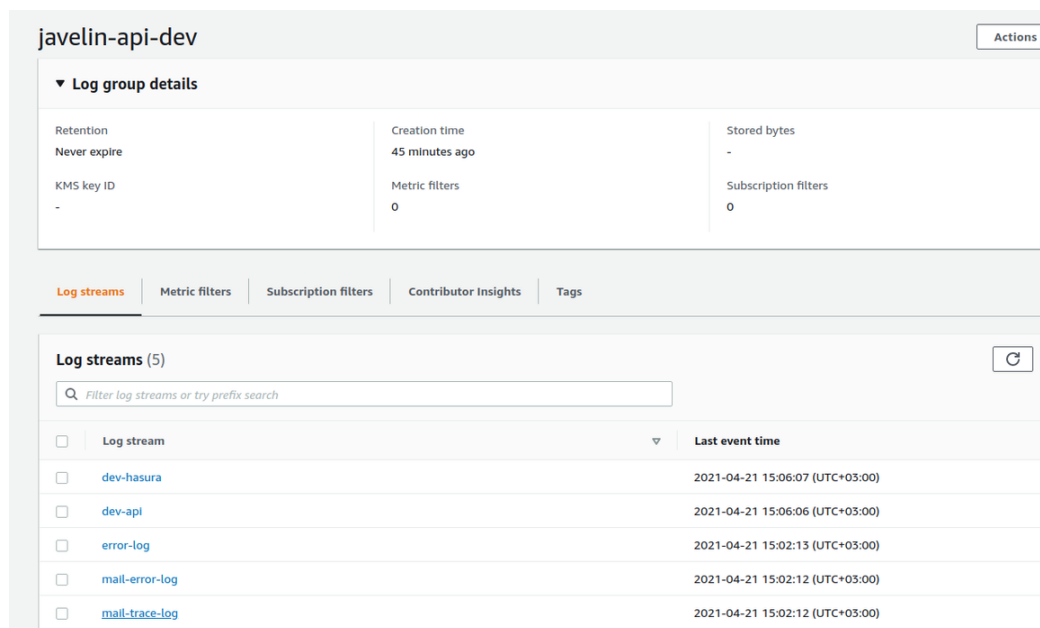 javelin-api-dev
Actions
▼ Log group details
Retention
Never expire
Creation time
45 minutes ago
Stored bytes
-
KMS key ID
-
Metric filters
0
Subscription filters
0
Log streams Metric filters Subscription filters Contributor Insights Tags
Log streams (5)
Filter log streams or try prefix search
Log stream Last event time
dev-hasura 2021-04-21 15:06:07 (UTC+03:00)
dev-api 2021-04-21 15:06:06 (UTC+03:00)
error-log 2021-04-21 15:02:13 (UTC+03:00)
mail-error-log 2021-04-21 15:02:12 (UTC+03:00)
mail-trace-log 2021-04-21 15:02:12 (UTC+03:00)